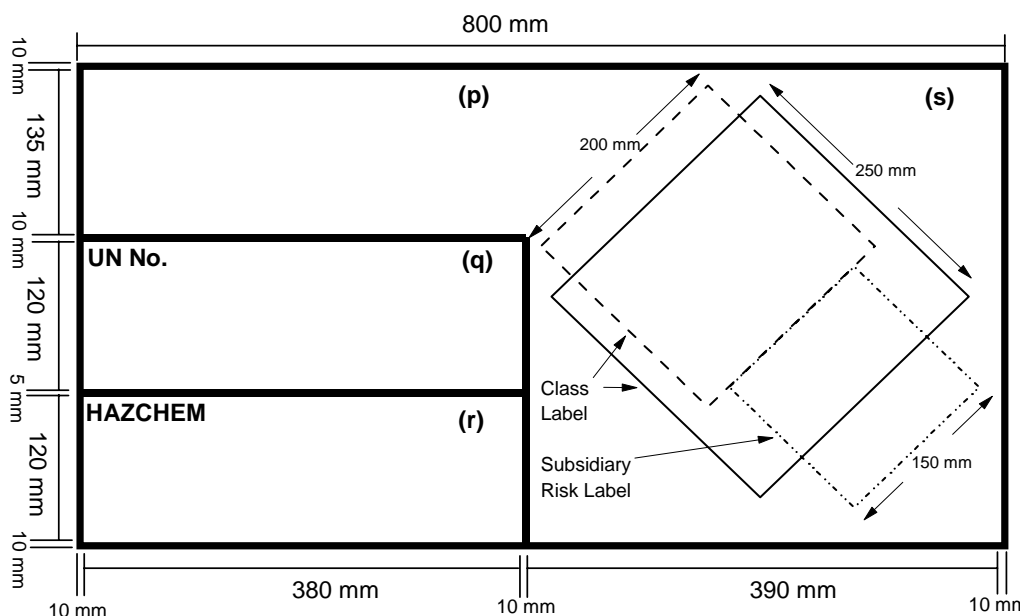 800 mm
10 mm
(p)
(s)
135 mm
200 mm
250 mm
10 mm
UN No.
(q)
120 mm
5 mm
HAZCHEM
(r)
Class
Label
120 mm
Subsidiary
Risk Label
150 mm
10 mm
380 mm
390 mm
10 mm
10 mm
10 mm